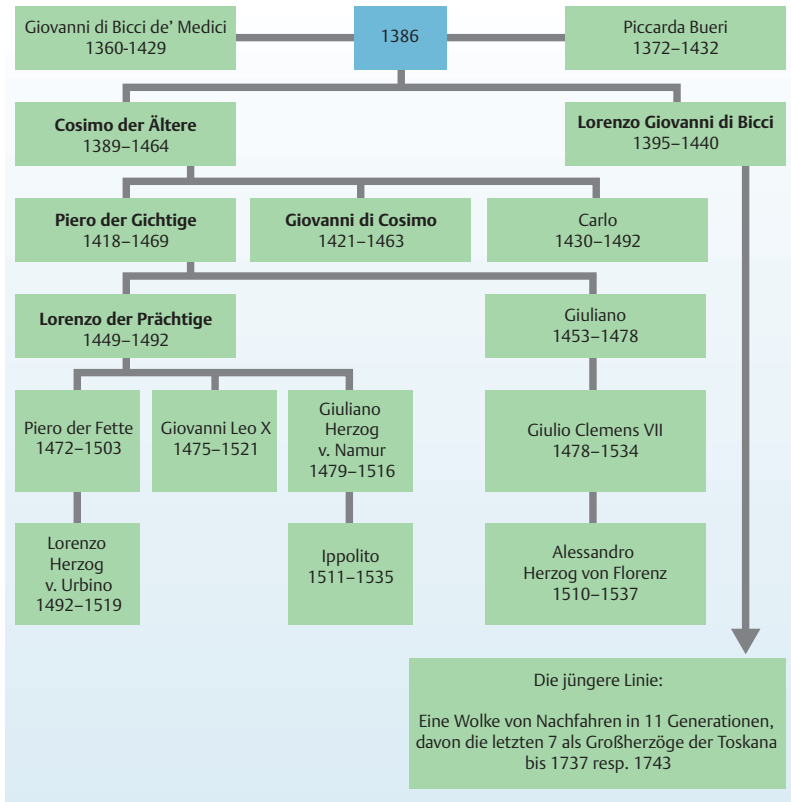 Giovanni di Bicci de’ Medici
1360-1429
1386
Piccarda Bueri
1372–1432
Cosimo der Ältere
1389–1464
Lorenzo Giovanni di Bicci
1395–1440
Piero der Gichtige
1418–1469
Giovanni di Cosimo
1421–1463
Carlo
1430–1492
Lorenzo der Prächtige
1449–1492
Giuliano
1453–1478
Piero der Fette
1472–1503
Giovanni Leo X
1475–1521
Giuliano
Herzog
v. Namur
1479–1516
Giulio Clemens VII
1478–1534
Lorenzo
Herzog
v. Urbino
1492–1519
Ippolito
1511–1535
Alessandro
Herzog von Florenz
1510–1537
Die jüngere Linie:
Eine Wolke von Nachfahren in 11 Generationen,
davon die letzten 7 als Großherzöge der Toskana
bis 1737 resp. 1743